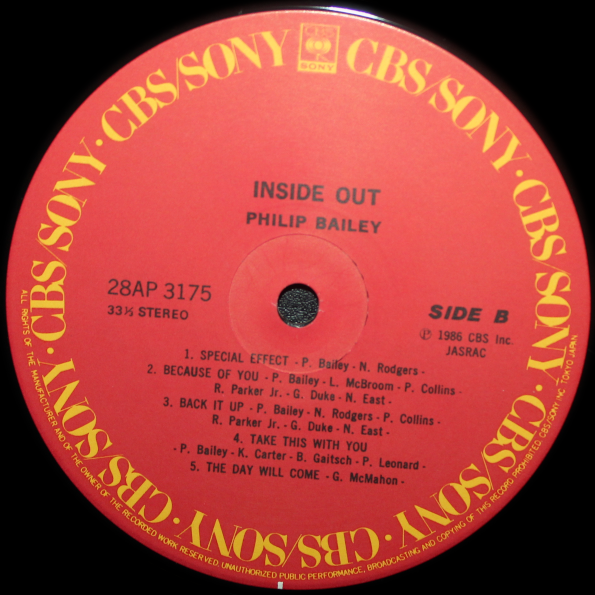 CBS/SONY · CBS/SONY · CBS/SONY · CBS/SONY · CBS/SONY · CBS/SONY · CBS/SONY · CBS/SONY
CBS
SONY
INSIDE OUT
PHILIP BAILEY
28AP 3175
33⅓ STEREO
SIDE B
Ⓟ 1986 CBS Inc.
JASRAC
1. SPECIAL EFFECT - P. Bailey - N. Rodgers -
2. BECAUSE OF YOU - P. Bailey - L. McBroom - P. Collins -
R. Parker Jr. - G. Duke - N. East -
3. BACK IT UP - P. Bailey - N. Rodgers - P. Collins -
R. Parker Jr. - G. Duke - N. East -
4. TAKE THIS WITH YOU
- P. Bailey - K. Carter - B. Gaitsch - P. Leonard -
5. THE DAY WILL COME - G. McMahon -
ALL RIGHTS OF THE MANUFACTURER AND OF THE OWNER OF THE RECORDED WORK RESERVED. UNAUTHORIZED PUBLIC PERFORMANCE, BROADCASTING AND COPYING OF THIS RECORD PROHIBITED CBS/SONY INC. TOKYO JAPAN